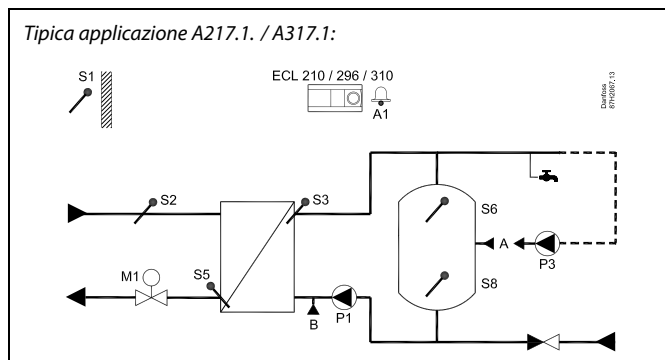 Tipica applicazione A217.1. / A317.1:
S1
ECL 210 / 296 / 310
A1
Danfoss
87H2067.13
S2
S3
S6
A
P3
M1
S5
S8
B
P1